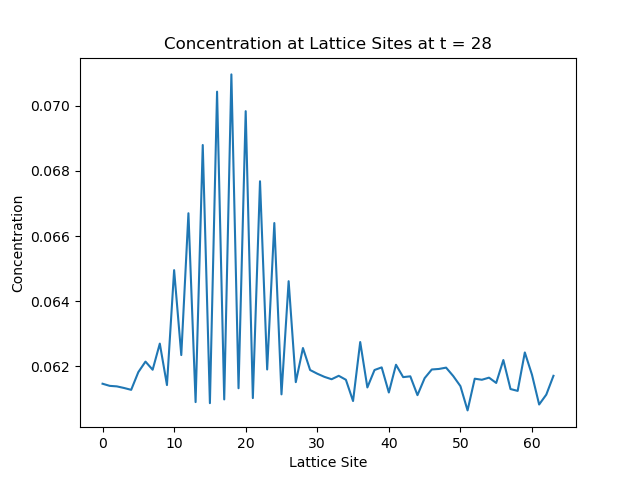 Concentration at Lattice Sites at t = 28
0.070
0.068
0.066
0.064
0.062
Concentration
0 10 20 30 40 50 60
Lattice Site